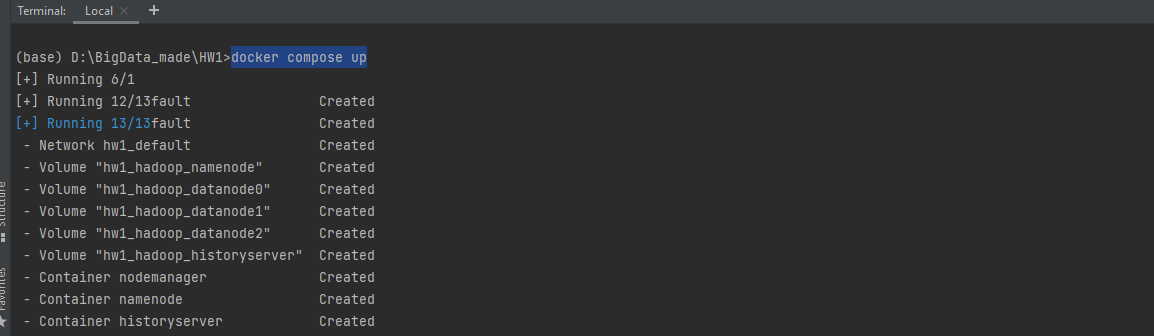 Terminal: Local × +
(base) D:\BigData_made\HW1>docker compose up
[+] Running 6/1
[+] Running 12/13fault Created
[+] Running 13/13fault Created
- Network hw1_default Created
- Volume "hw1_hadoop_namenode" Created
- Volume "hw1_hadoop_datanode0" Created
- Volume "hw1_hadoop_datanode1" Created
- Volume "hw1_hadoop_datanode2" Created
- Volume "hw1_hadoop_historyserver" Created
- Container nodemanager Created
- Container namenode Created
- Container historyserver Created
Structure
Favorites